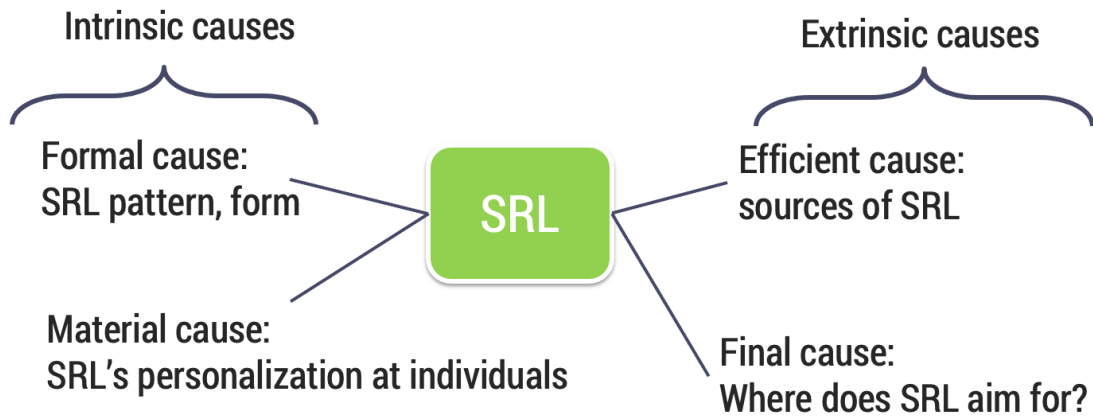 Intrinsic causes
Extrinsic causes
Formal cause:
SRL pattern, form
SRL
Efficient cause:
sources of SRL
Material cause:
SRL’s personalization at individuals
Final cause:
Where does SRL aim for?